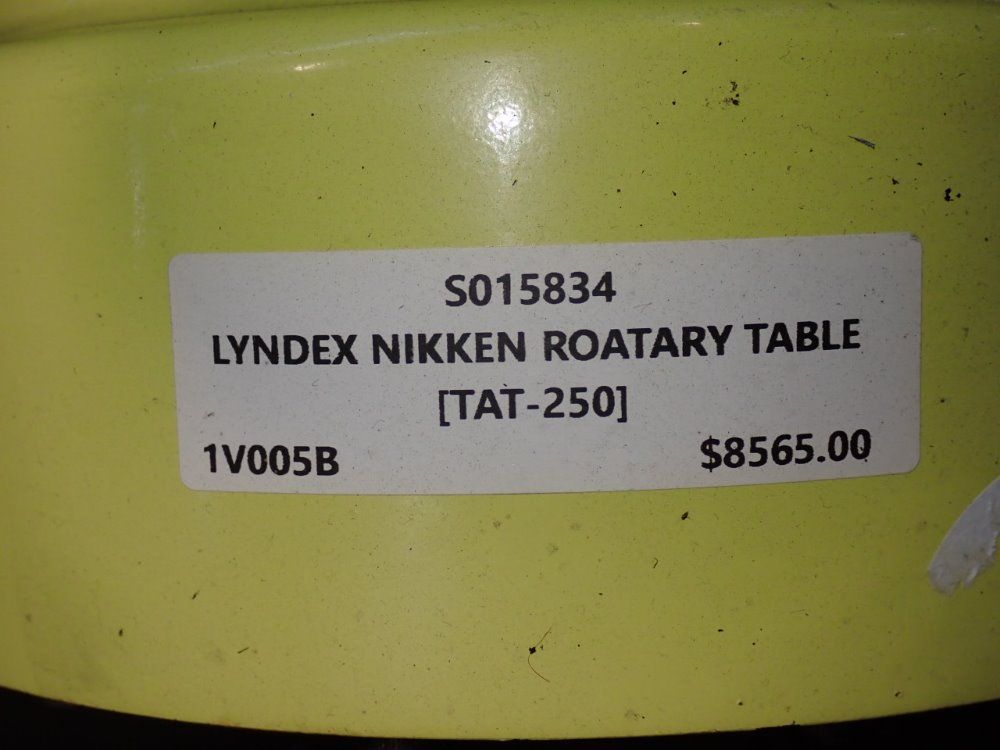 S015834
LYNDEX NIKKEN ROATARY TABLE
[TAT-250]
1V005B $8565.00